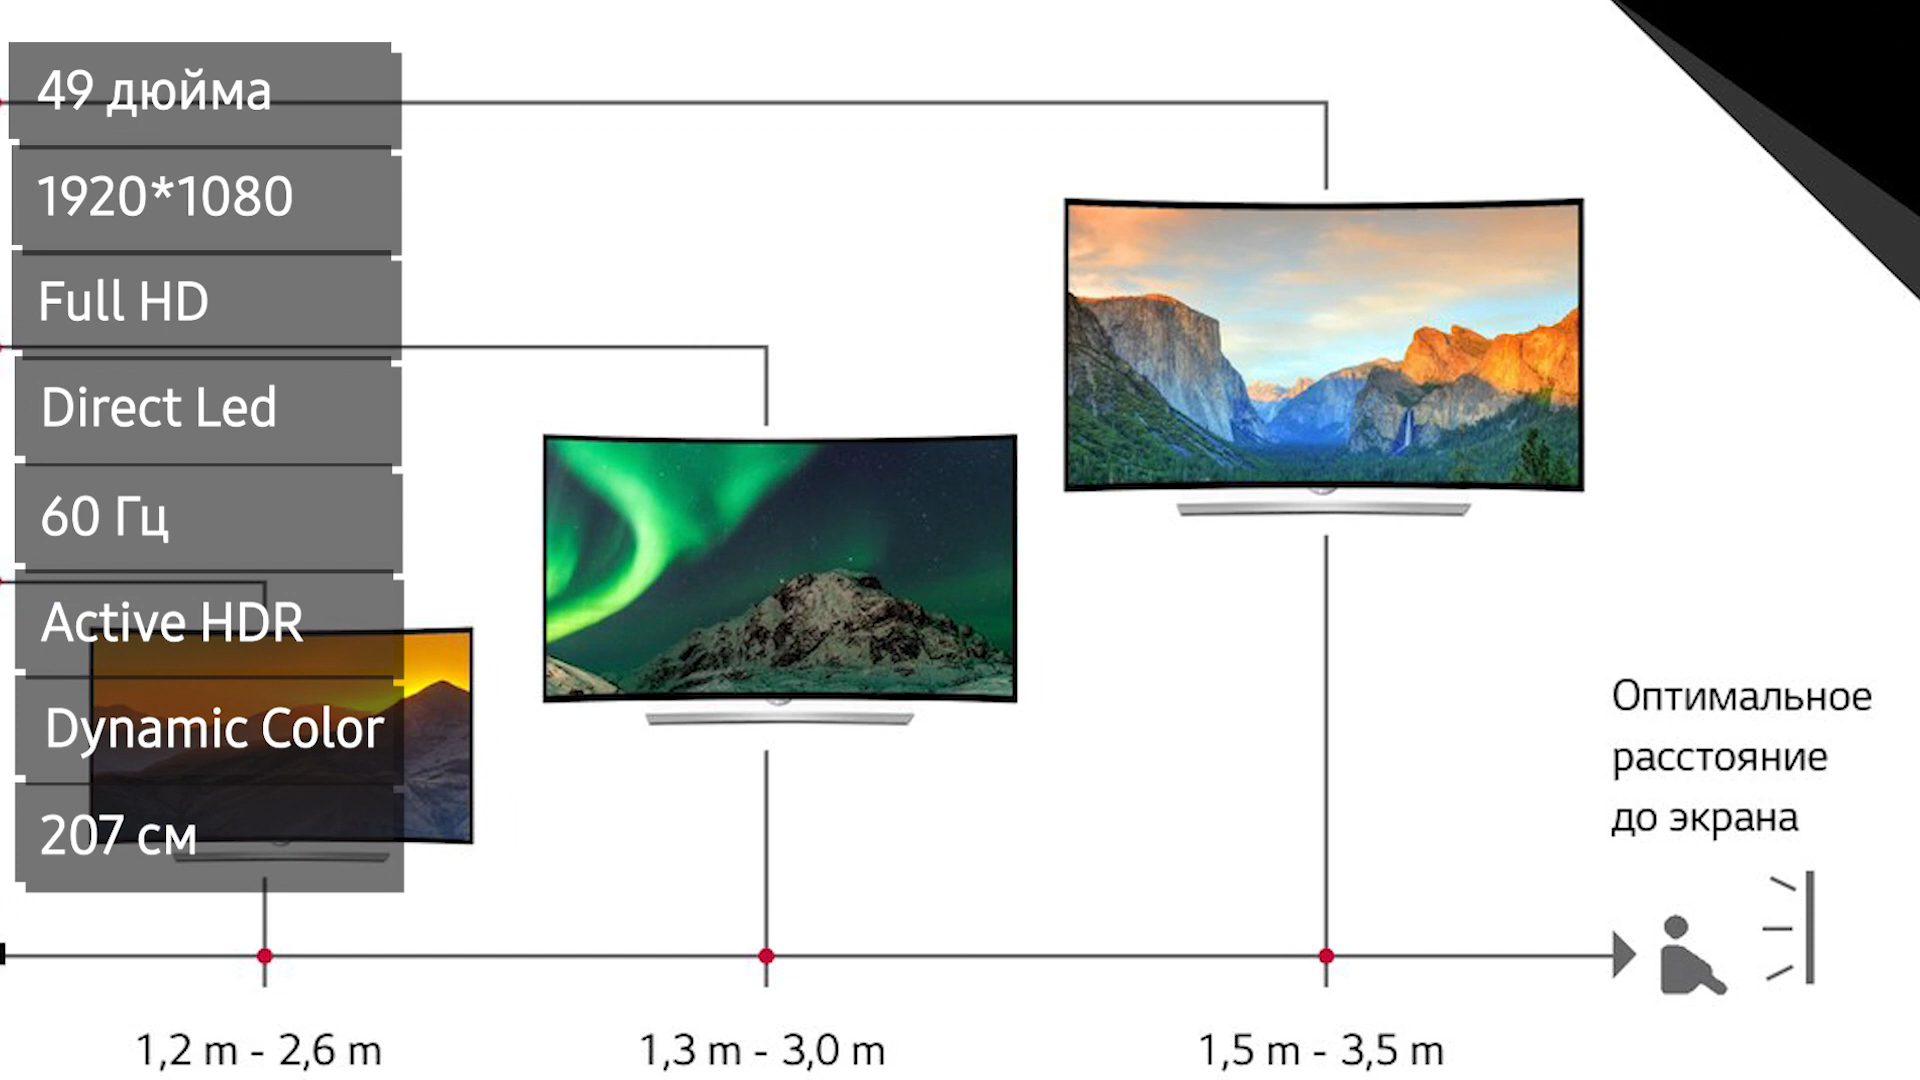 49 дюйма
1920*1080
Full HD
Direct Led
60 Гц
Active HDR
Dynamic Color
207 см
Оптимальное
расстояние
до экрана
1,2 m - 2,6 m
1,3 m - 3,0 m
1,5 m - 3,5 m